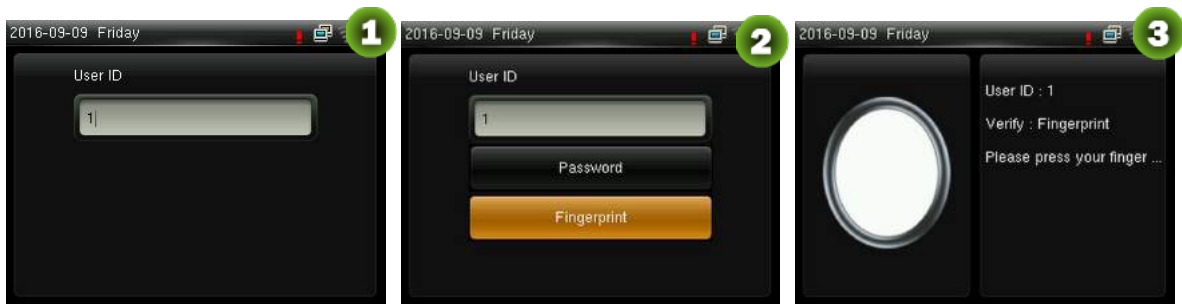 2016-09-09 Friday
1
User ID
1
2016-09-09 Friday
2
User ID
1
Password
Fingerprint
2016-09-09 Friday
3
User ID : 1
Verify : Fingerprint
Please press your finger ...